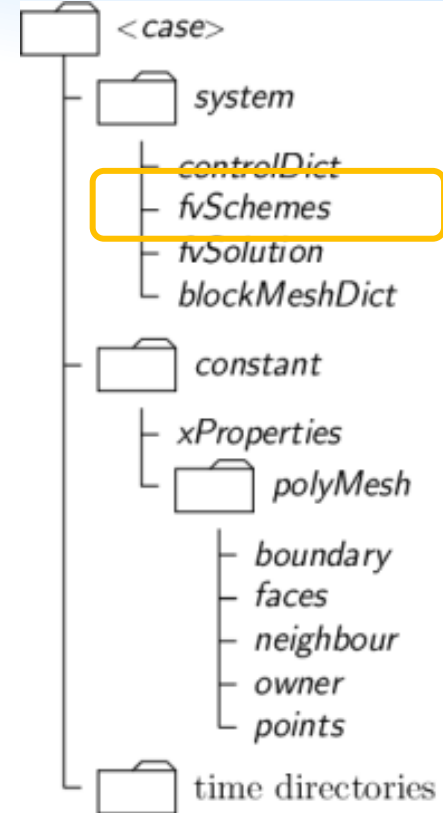 <case>
system
controlDict
fvSchemes
fvSolution
blockMeshDict
constant
xProperties
polyMesh
boundary
faces
neighbour
owner
points
time directories